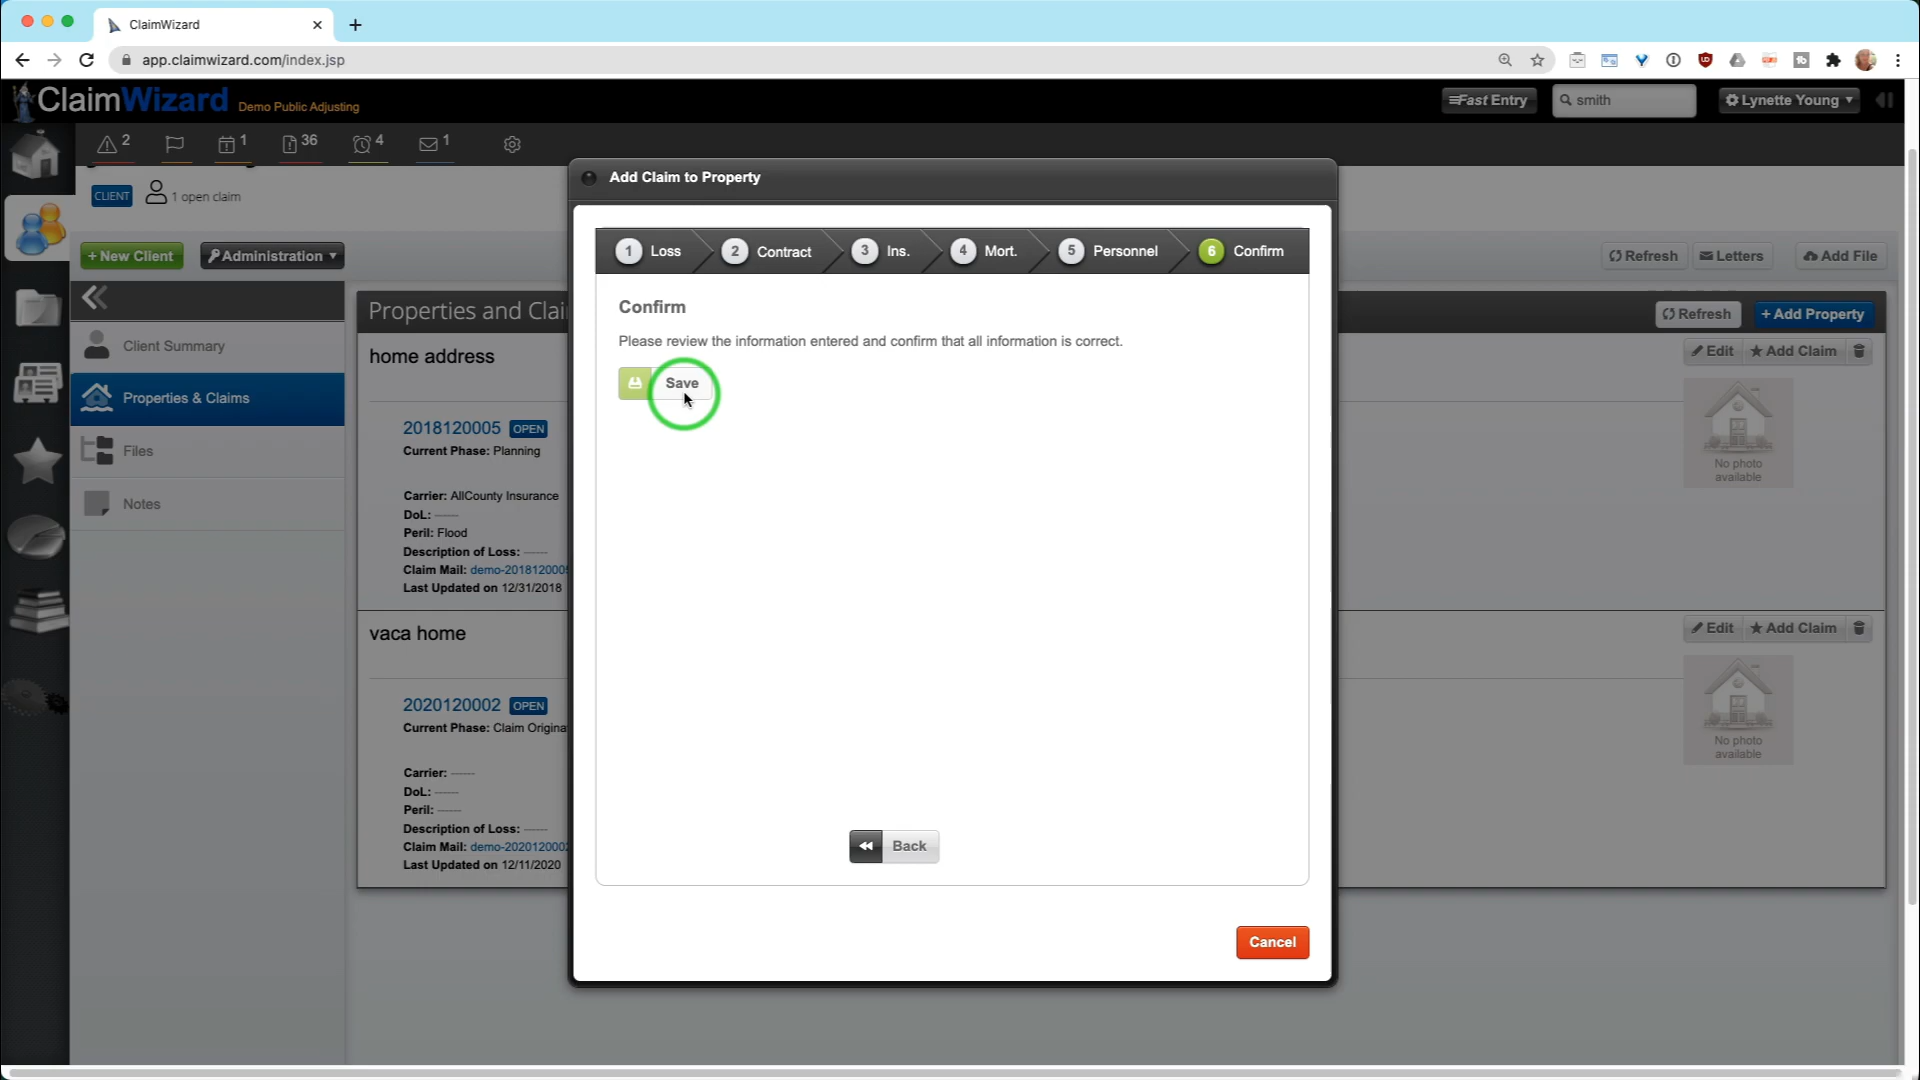 ClaimWizard
app.claimwizard.com/index.jsp
ClaimWizard Demo Public Adjusting
Fast Entry
smith
Lynette Young
2
1
36
4
1
CLIENT
1 open claim
+ New Client
Administration
Refresh
Letters
Add File
Client Summary
Properties & Claims
Files
Notes
Properties and Clai
Refresh
+ Add Property
home address
Edit
Add Claim
2018120005 OPEN
Current Phase: Planning
Carrier: AllCounty Insurance
DoL: ------
Peril: Flood
Description of Loss: ------
Claim Mail: demo-2018120005
Last Updated on 12/31/2018
No photo
available
vaca home
Edit
Add Claim
2020120002 OPEN
Current Phase: Claim Origina
Carrier: ------
DoL: ------
Peril: ------
Description of Loss: ------
Claim Mail: demo-2020120002
Last Updated on 12/11/2020
No photo
available
Add Claim to Property
1 Loss
2 Contract
3 Ins.
4 Mort.
5 Personnel
6 Confirm
Confirm
Please review the information entered and confirm that all information is correct.
Save
Back
Cancel